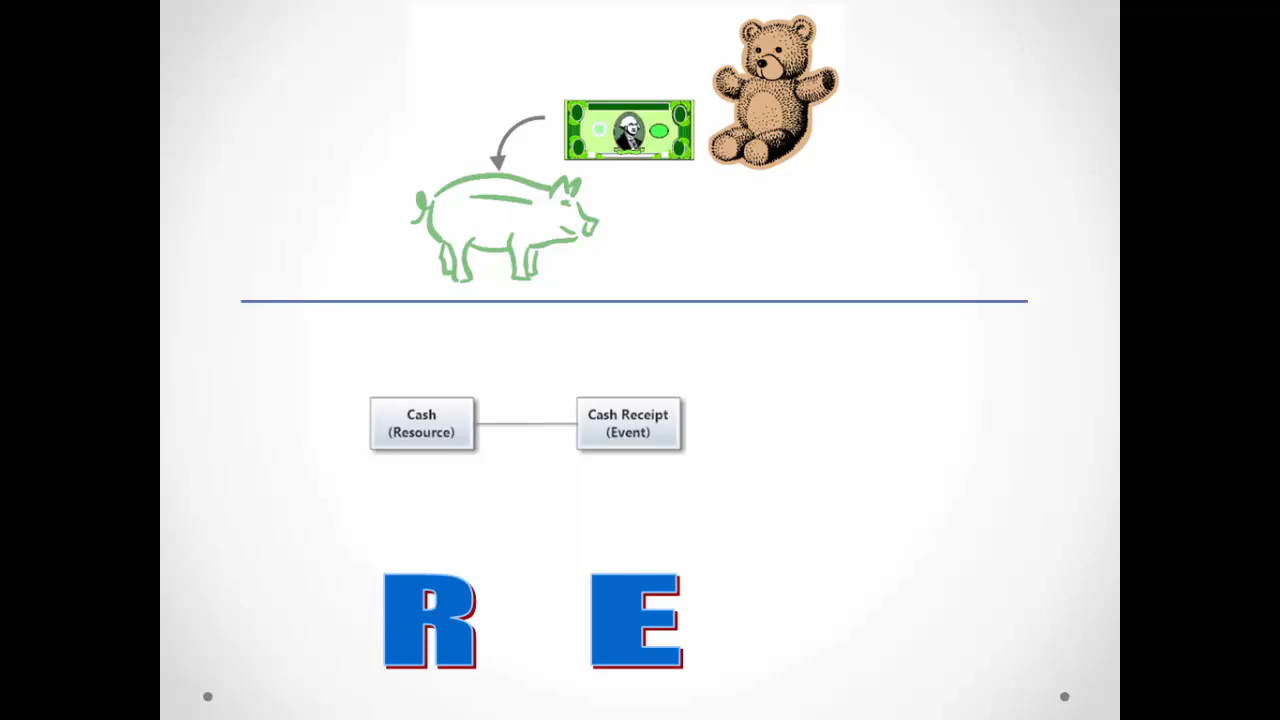 Cash
(Resource)
Cash Receipt
(Event)
R E